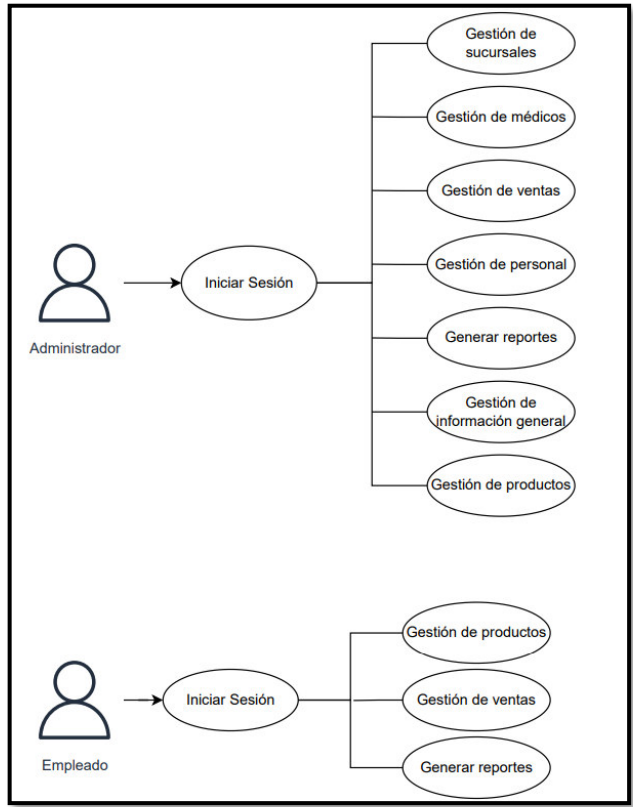 Gestión de
sucursales
Gestión de médicos
Gestión de ventas
Gestión de personal
Iniciar Sesión
Administrador
Generar reportes
Gestión de
información general
Gestión de productos
Gestión de productos
Iniciar Sesión
Gestión de ventas
Empleado
Generar reportes